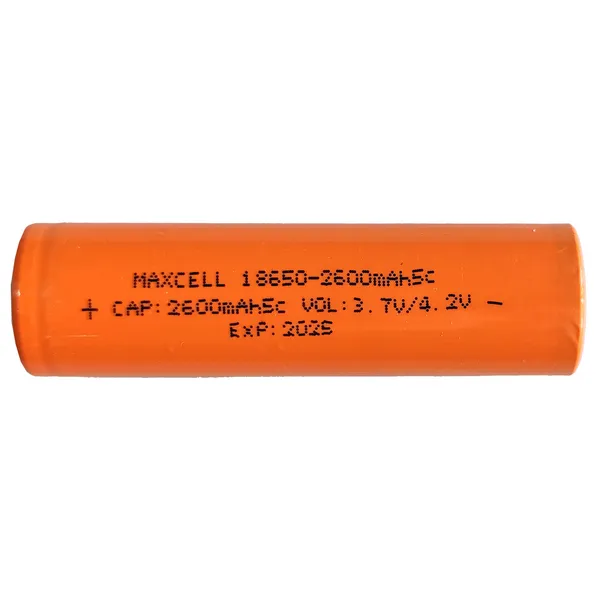 MAXCELL 18650-2600mAh5C
+ CAP:2600mAh5C VOL:3.7V/4.2V -
EXP:2025